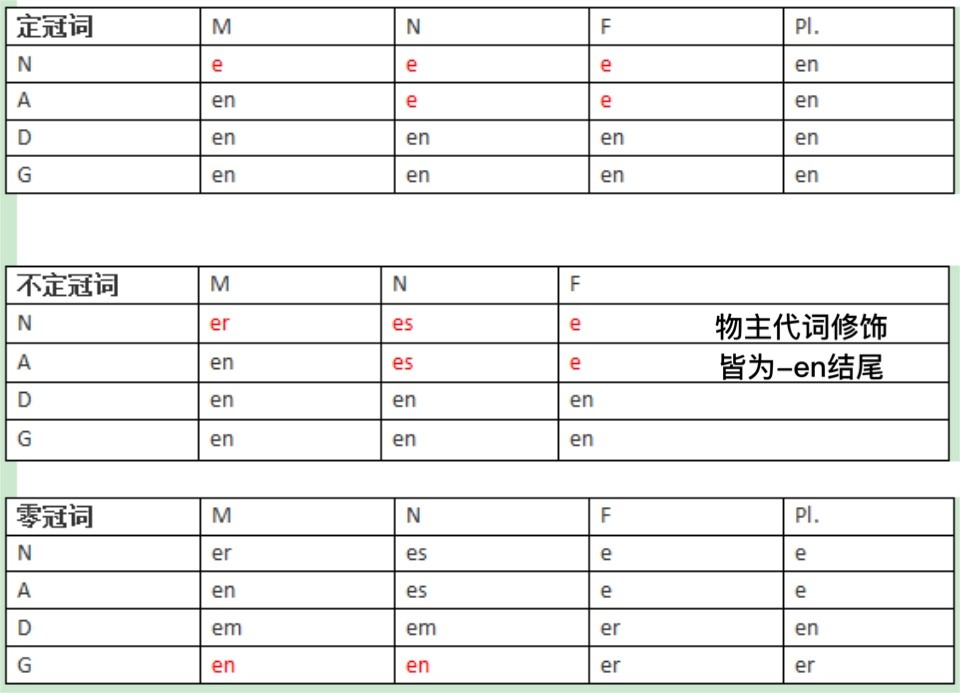 定冠词 M N F Pl.
N e e e en
A en e e en
D en en en en
G en en en en
不定冠词 M N F
N er es e 物主代词修饰
A en es e 皆为-en结尾
D en en en
G en en en
零冠词 M N F Pl.
N er es e e
A en es e e
D em em er en
G en en er er